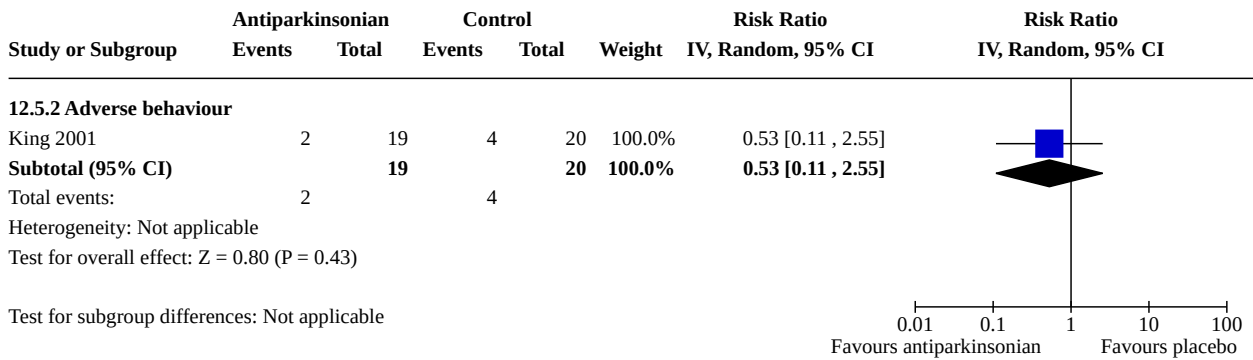 Antiparkinsonian Control Risk Ratio Risk Ratio
Study or Subgroup Events Total Events Total Weight IV, Random, 95% CI IV, Random, 95% CI
12.5.2 Adverse behaviour
King 2001 2 19 4 20 100.0% 0.53 [0.11 , 2.55]
Subtotal (95% CI) 19 20 100.0% 0.53 [0.11 , 2.55]
Total events: 2 4
Heterogeneity: Not applicable
Test for overall effect: Z = 0.80 (P = 0.43)
Test for subgroup differences: Not applicable
0.01 0.1 1 10 100
Favours antiparkinsonian Favours placebo